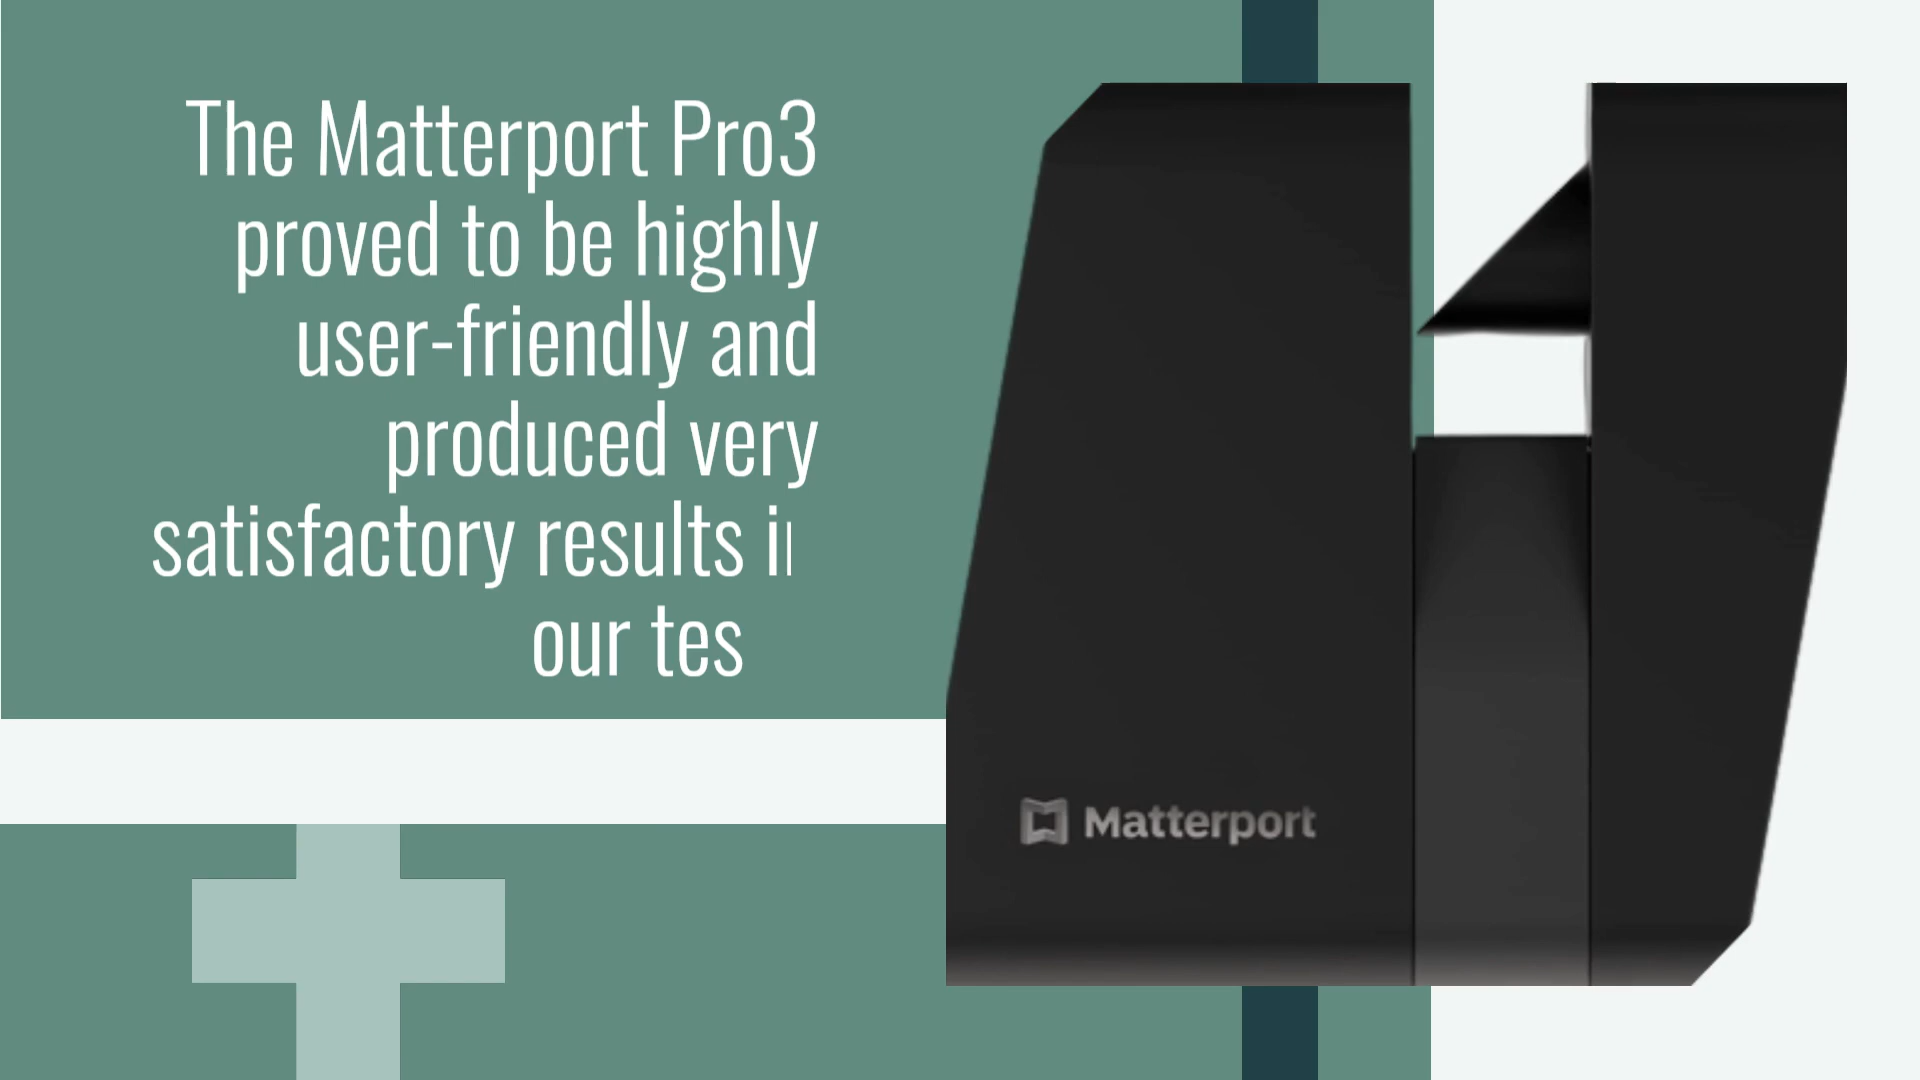 The Matterport Pro3
proved to be highly
user-friendly and
produced very
satisfactory results
our tes
Matterport